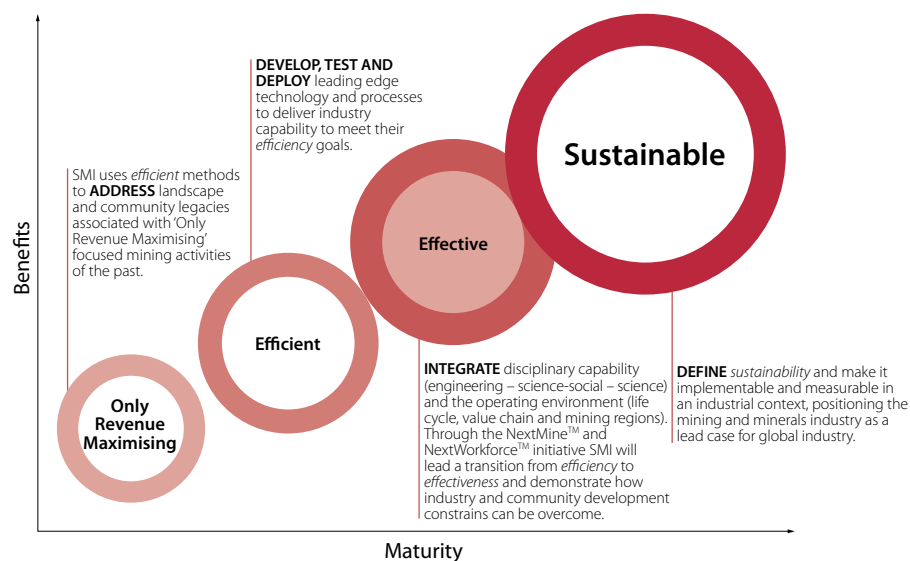 Benefits
SMI uses efficient methods
to ADDRESS landscape
and community legacies
associated with ‘Only
Revenue Maximising’
focused mining activities
of the past.
Only
Revenue
Maximising
DEVELOP, TEST AND
DEPLOY leading edge
technology and processes
to deliver industry
capability to meet their
efficiency goals.
Efficient
Effective
INTEGRATE disciplinary capability
(engineering – science-social – science)
and the operating environment (life
cycle, value chain and mining regions).
Through the NextMine™ and
NextWorkforce™ initiative SMI will
lead a transition from efficiency to
effectiveness and demonstrate how
industry and community development
constrains can be overcome.
Sustainable
DEFINE sustainability and make it
implementable and measurable in
an industrial context, positioning the
mining and minerals industry as a
lead case for global industry.
Maturity